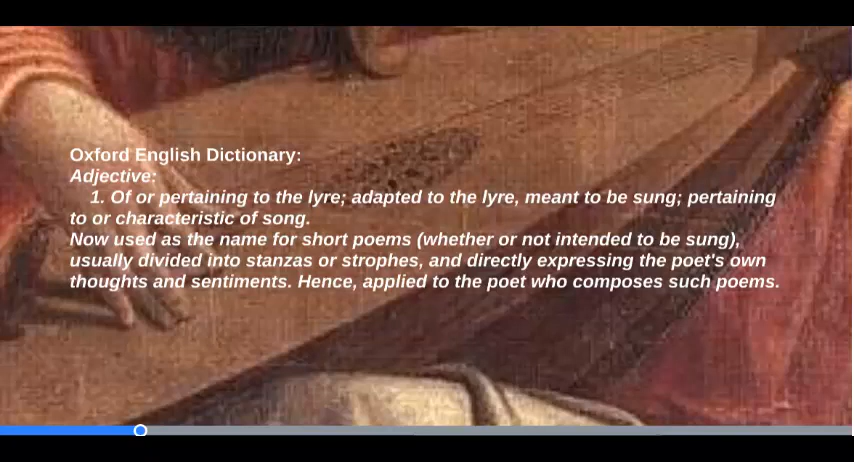 Oxford English Dictionary:
Adjective:
1. Of or pertaining to the lyre; adapted to the lyre, meant to be sung; pertaining
to or characteristic of song.
Now used as the name for short poems (whether or not intended to be sung),
usually divided into stanzas or strophes, and directly expressing the poet's own
thoughts and sentiments. Hence, applied to the poet who composes such poems.